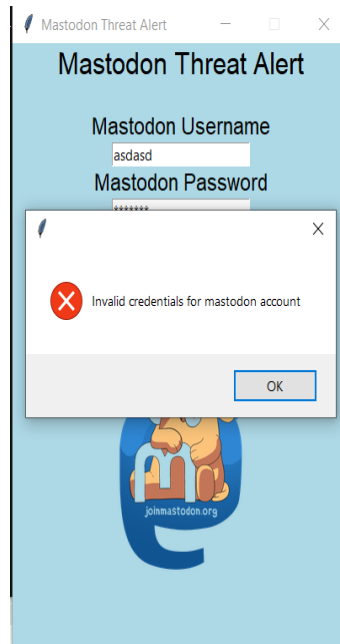 Mastodon Threat Alert
Mastodon Threat Alert
Mastodon Username
asdasd
Mastodon Password
*******
Invalid credentials for mastodon account
OK
joinmastodon.org